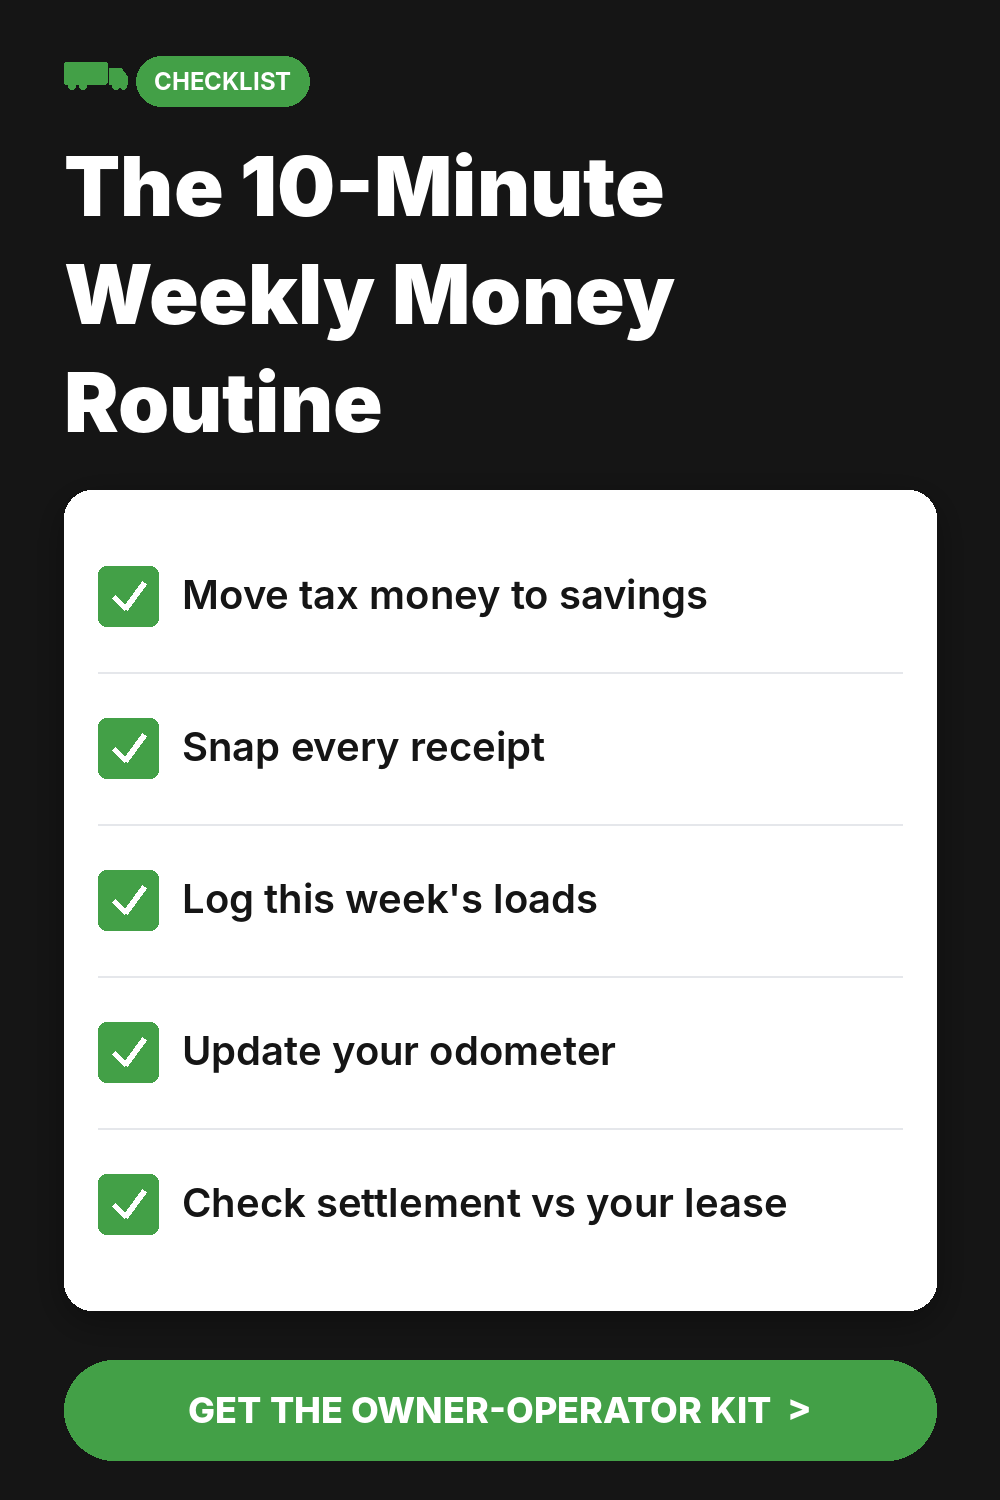 CHECKLIST
The 10-Minute
Weekly Money
Routine
Move tax money to savings
Snap every receipt
Log this week's loads
Update your odometer
Check settlement vs your lease
GET THE OWNER-OPERATOR KIT >